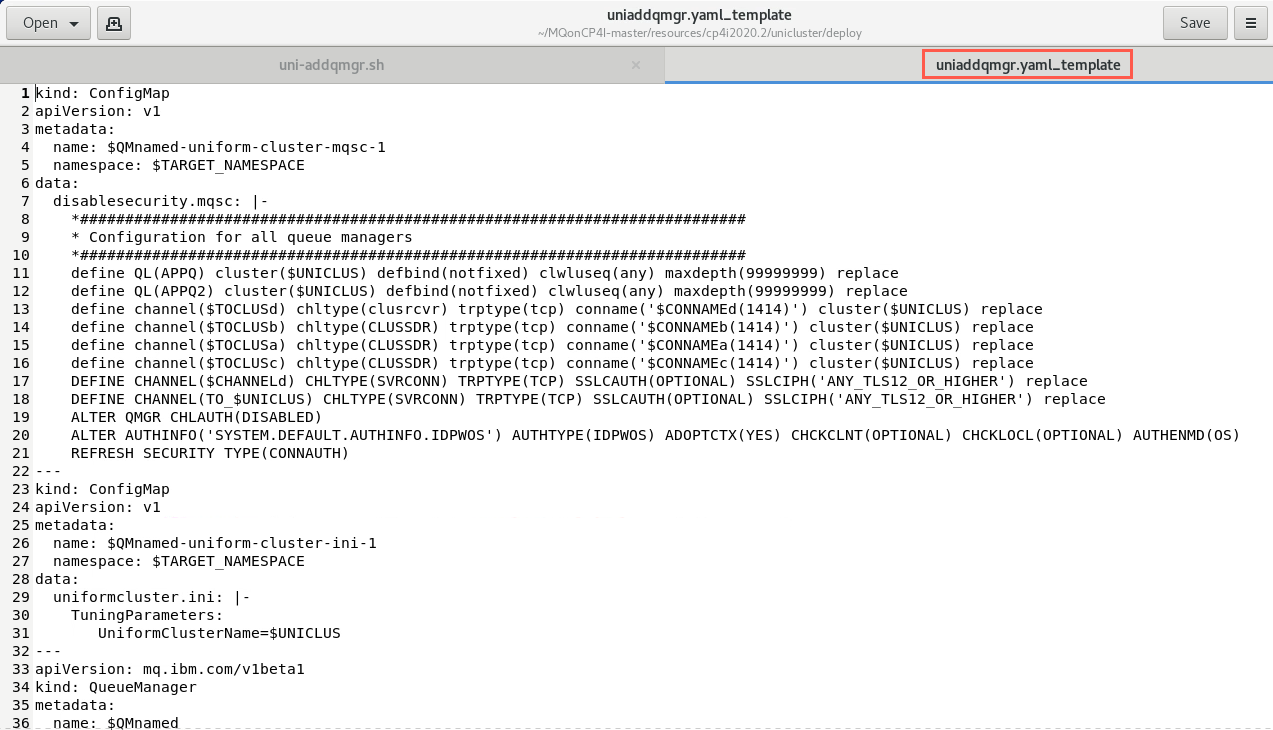 Open
uniaddqmgr.yaml_template
~/MQonCP4I-master/resources/cp4i2020.2/unicluster/deploy
Save
uni-addqmgr.sh ×
uniaddqmgr.yaml_template
1 kind: ConfigMap
2 apiVersion: v1
3 metadata:
4   name: $QMnamed-uniform-cluster-mqsc-1
5   namespace: $TARGET_NAMESPACE
6 data:
7   disablesecurity.mqsc: |-
8     *##########################################################################
9     * Configuration for all queue managers
10     *##########################################################################
11     define QL(APPQ) cluster($UNICLUS) defbind(notfixed) clwluseq(any) maxdepth(99999999) replace
12     define QL(APPQ2) cluster($UNICLUS) defbind(notfixed) clwluseq(any) maxdepth(99999999) replace
13     define channel($TOCLUSd) chltype(clusrcvr) trptype(tcp) conname('$CONNAMEd(1414)') cluster($UNICLUS) replace
14     define channel($TOCLUSb) chltype(CLUSSDR) trptype(tcp) conname('$CONNAMEb(1414)') cluster($UNICLUS) replace
15     define channel($TOCLUSa) chltype(CLUSSDR) trptype(tcp) conname('$CONNAMEa(1414)') cluster($UNICLUS) replace
16     define channel($TOCLUSc) chltype(CLUSSDR) trptype(tcp) conname('$CONNAMEc(1414)') cluster($UNICLUS) replace
17     DEFINE CHANNEL($CHANNELd) CHLTYPE(SVRCONN) TRPTYPE(TCP) SSLCAUTH(OPTIONAL) SSLCIPH('ANY_TLS12_OR_HIGHER') replace
18     DEFINE CHANNEL(TO_$UNICLUS) CHLTYPE(SVRCONN) TRPTYPE(TCP) SSLCAUTH(OPTIONAL) SSLCIPH('ANY_TLS12_OR_HIGHER') replace
19     ALTER QMGR CHLAUTH(DISABLED)
20     ALTER AUTHINFO('SYSTEM.DEFAULT.AUTHINFO.IDPWOS') AUTHTYPE(IDPWOS) ADOPTCTX(YES) CHCKCLNT(OPTIONAL) CHCKLOCL(OPTIONAL) AUTHENMD(OS)
21     REFRESH SECURITY TYPE(CONNAUTH)
22 ---
23 kind: ConfigMap
24 apiVersion: v1
25 metadata:
26   name: $QMnamed-uniform-cluster-ini-1
27   namespace: $TARGET_NAMESPACE
28 data:
29   uniformcluster.ini: |-
30     TuningParameters:
31        UniformClusterName=$UNICLUS
32 ---
33 apiVersion: mq.ibm.com/v1beta1
34 kind: QueueManager
35 metadata:
36   name: $QMnamed